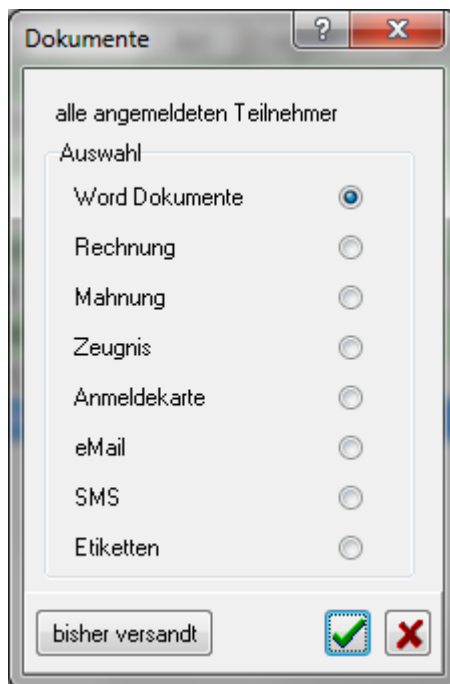 Dokumente
?
alle angemeldeten Teilnehmer
Auswahl
Word Dokumente
Rechnung
Mahnung
Zeugnis
Anmeldekarte
eMail
SMS
Etiketten
bisher versandt